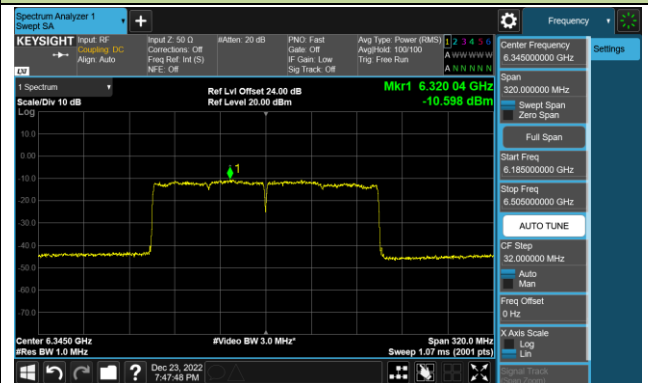 Spectrum Analyzer 1
Swept SA
Frequency
KEYSIGHT
Input: RF
Coupling: DC
Align: Auto
Input Z: 50 Ω
Corrections: Off
Freq Ref: Int (S)
NFE: Off
#Atten: 20 dB
PNO: Fast
Gate: Off
IF Gain: Low
Sig Track: Off
Avg Type: Power (RMS)
Avg|Hold: 100/100
Trig: Free Run
1 2 3 4 5 6
A W W W W W
A N N N N N
LXI
1 Spectrum
Scale/Div 10 dB
Log
Ref Lvl Offset 24.00 dB
Ref Level 20.00 dBm
Mkr1 6.320 04 GHz
-10.598 dBm
10.0
0.00
-10.0
-20.0
-30.0
-40.0
-50.0
-60.0
-70.0
1
Center 6.3450 GHz
#Res BW 1.0 MHz
#Video BW 3.0 MHz*
Span 320.0 MHz
Sweep 1.07 ms (2001 pts)
Dec 23, 2022
7:47:48 PM
Center Frequency
6.345000000 GHz
Settings
Span
320.000000 MHz
Swept Span
Zero Span
Full Span
Start Freq
6.185000000 GHz
Stop Freq
6.505000000 GHz
AUTO TUNE
CF Step
32.000000 MHz
Auto
Man
Freq Offset
0 Hz
X Axis Scale
Log
Lin
Signal Track
(Span Zoom)